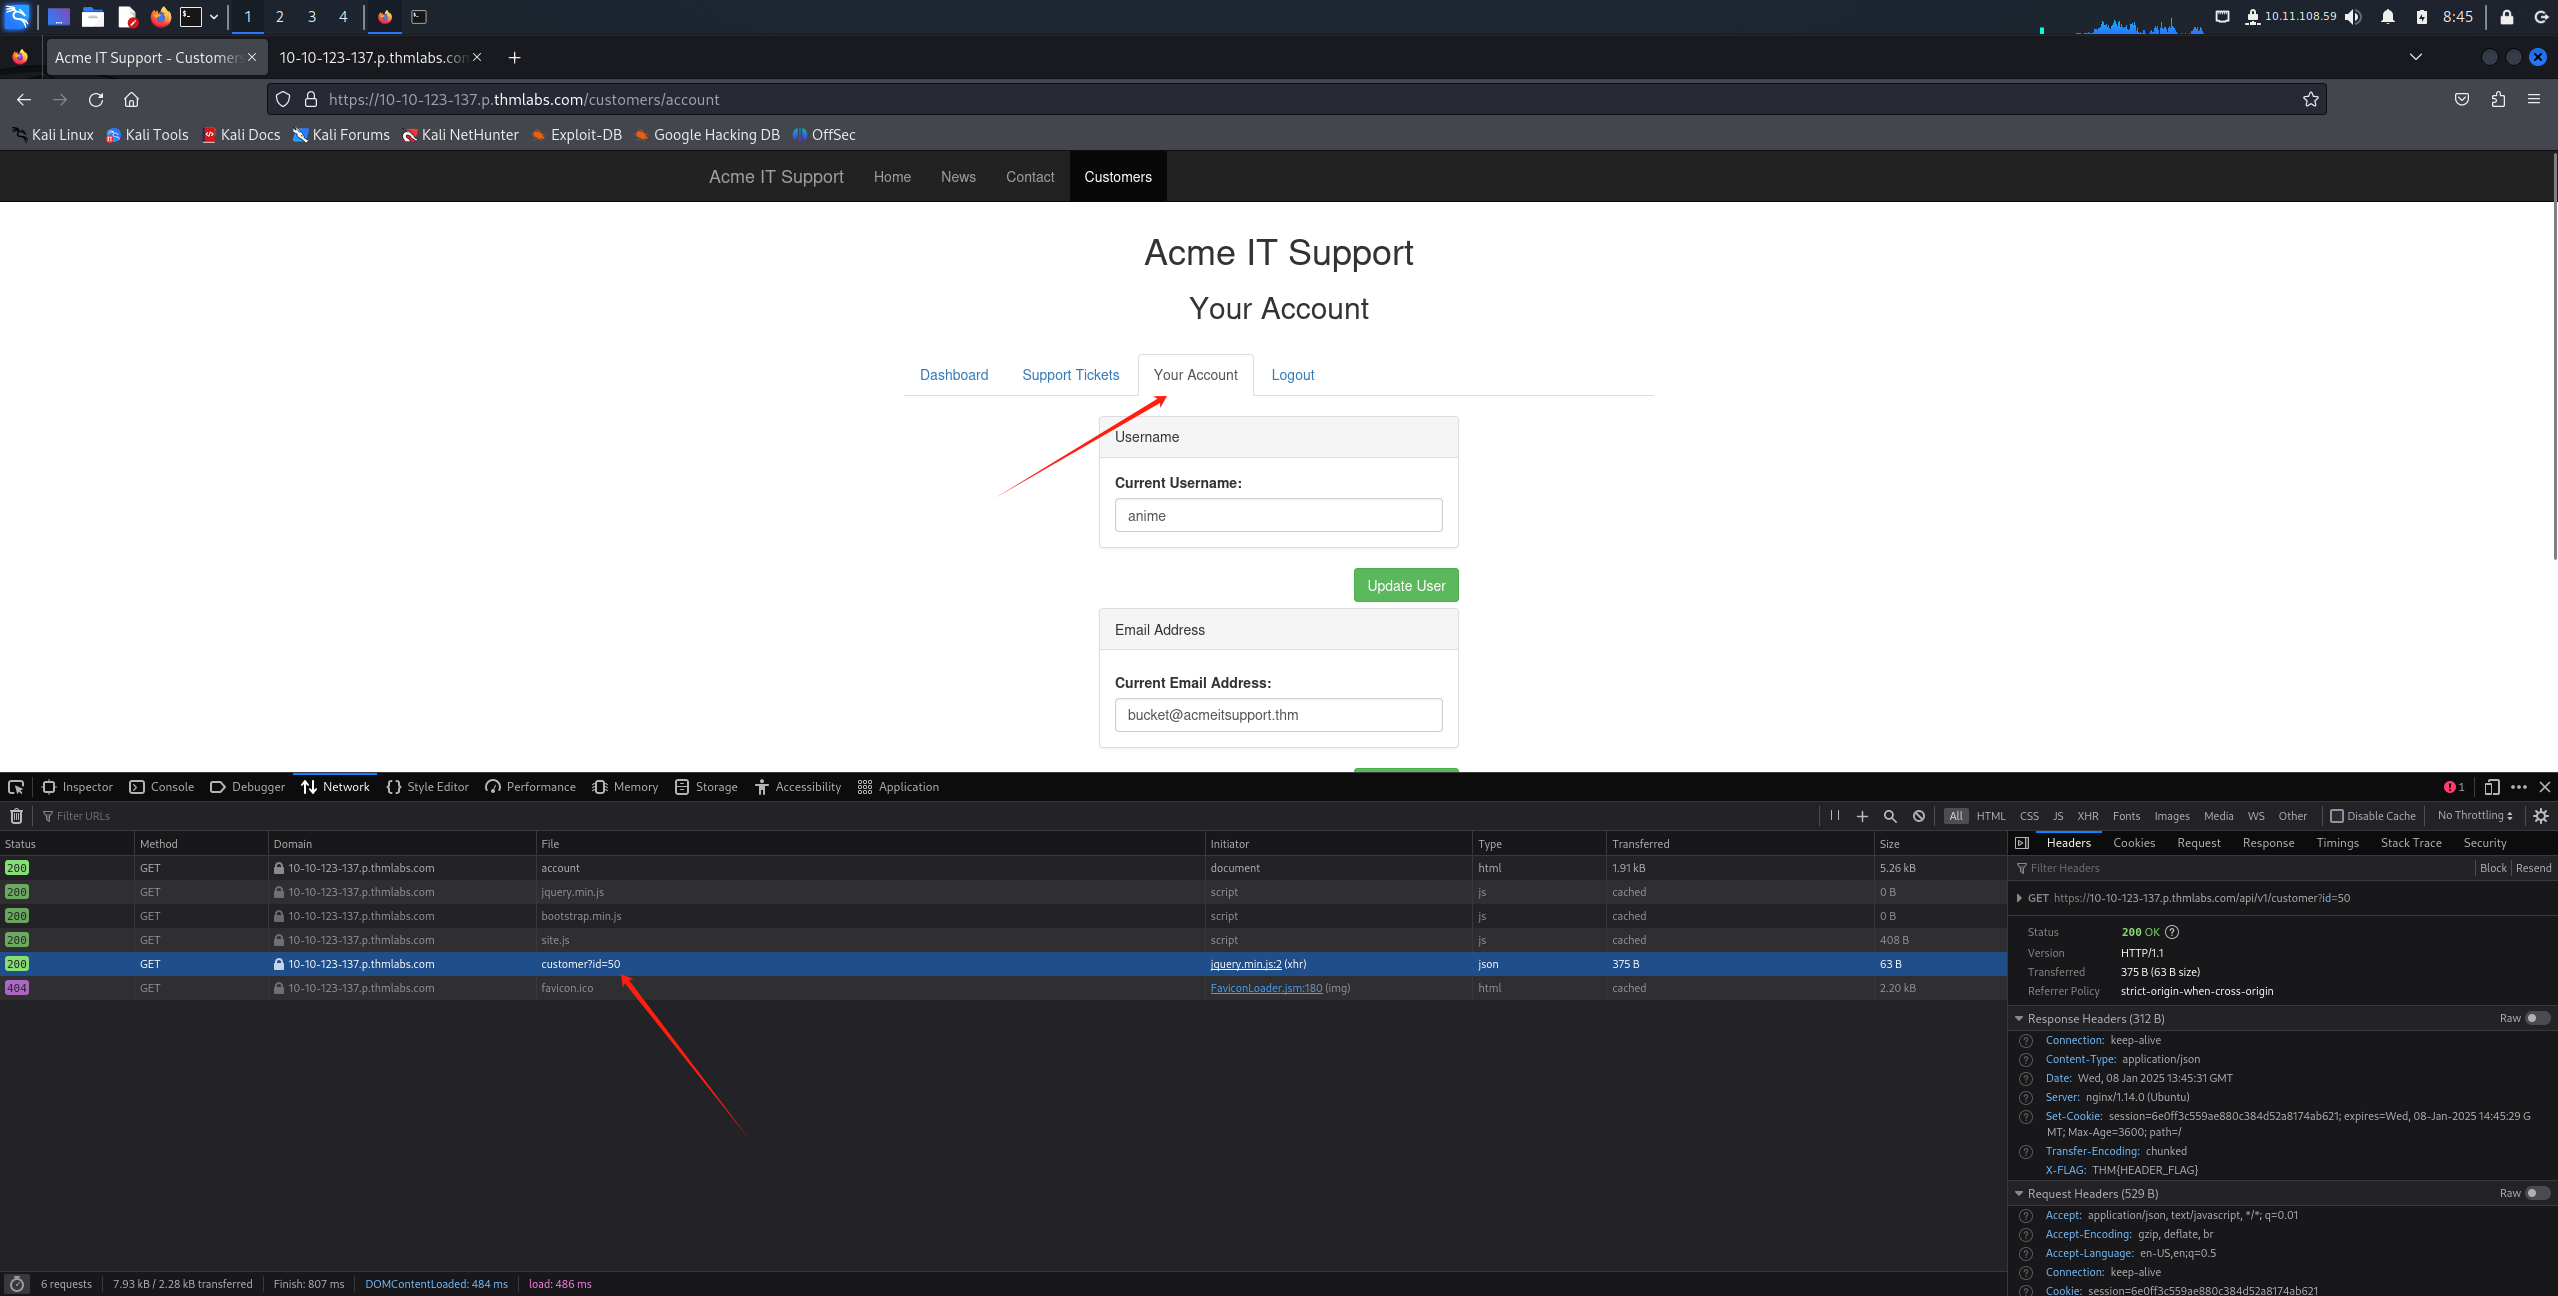 1 2 3 4 10.11.108.59 8:45
Acme IT Support - Customers 10-10-123-137.p.thmlabs.com
https://10-10-123-137.p.thmlabs.com/customers/account
Kali Linux Kali Tools Kali Docs Kali Forums Kali NetHunter Exploit-DB Google Hacking DB OffSec
Acme IT Support Home News Contact Customers
Acme IT Support
Your Account
Dashboard Support Tickets Your Account Logout
Username
Current Username:
anime
Update User
Email Address
Current Email Address:
bucket@acmeitsupport.thm
Inspector Console Debugger Network Style Editor Performance Memory Storage Accessibility Application 1
Filter URLs All HTML CSS JS XHR Fonts Images Media WS Other Disable Cache No Throttling
Status Method Domain File Initiator Type Transferred Size
200 GET 10-10-123-137.p.thmlabs.com account document html 1.91 kB 5.26 kB
200 GET 10-10-123-137.p.thmlabs.com jquery.min.js script js cached 0 B
200 GET 10-10-123-137.p.thmlabs.com bootstrap.min.js script js cached 0 B
200 GET 10-10-123-137.p.thmlabs.com site.js script js cached 408 B
200 GET 10-10-123-137.p.thmlabs.com customer?id=50 jquery.min.js:2 (xhr) json 375 B 63 B
404 GET 10-10-123-137.p.thmlabs.com favicon.ico FaviconLoader.jsm:180 (img) html cached 2.20 kB
Headers Cookies Request Response Timings Stack Trace Security
Filter Headers Block Resend
GET https://10-10-123-137.p.thmlabs.com/api/v1/customer?id=50
Status 200 OK
Version HTTP/1.1
Transferred 375 B (63 B size)
Referrer Policy strict-origin-when-cross-origin
Response Headers (312 B) Raw
Connection: keep-alive
Content-Type: application/json
Date: Wed, 08 Jan 2025 13:45:31 GMT
Server: nginx/1.14.0 (Ubuntu)
Set-Cookie: session=6e0ff3c559ae880c384d52a8174ab621; expires=Wed, 08-Jan-2025 14:45:29 G
MT; Max-Age=3600; path=/
Transfer-Encoding: chunked
X-FLAG: THM{HEADER_FLAG}
Request Headers (529 B) Raw
Accept: application/json, text/javascript, */*; q=0.01
Accept-Encoding: gzip, deflate, br
Accept-Language: en-US,en;q=0.5
Connection: keep-alive
Cookie: session=6e0ff3c559ae880c384d52a8174ab621
6 requests 7.93 kB / 2.28 kB transferred Finish: 807 ms DOMContentLoaded: 484 ms load: 486 ms